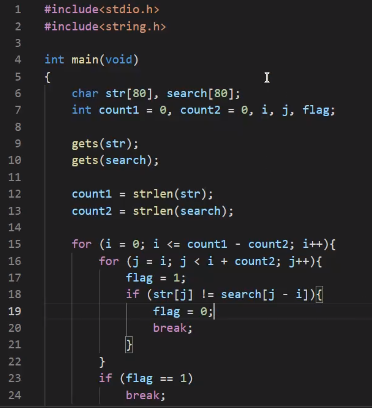 1 #include<stdio.h>
2 #include<string.h>
3
4 int main(void)
5 {
6     char str[80], search[80];
7     int count1 = 0, count2 = 0, i, j, flag;
8
9     gets(str);
10     gets(search);
11
12     count1 = strlen(str);
13     count2 = strlen(search);
14
15     for (i = 0; i <= count1 - count2; i++){
16         for (j = i; j < i + count2; j++){
17             flag = 1;
18             if (str[j] != search[j - i]){
19                 flag = 0;
20                 break;
21             }
22         }
23         if (flag == 1)
24             break;